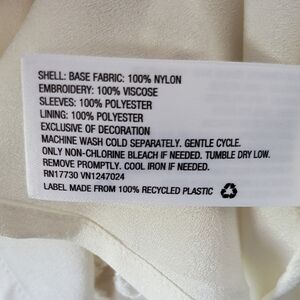 SHELL: BASE FABRIC: 100% NYLON
EMBROIDERY: 100% VISCOSE
SLEEVES: 100% POLYESTER
LINING: 100% POLYESTER
EXCLUSIVE OF DECORATION
MACHINE WASH COLD SEPARATELY. GENTLE CYCLE.
ONLY NON-CHLORINE BLEACH IF NEEDED. TUMBLE DRY LOW.
REMOVE PROMPTLY. COOL IRON IF NEEDED.
RN17730 VN1247024
LABEL MADE FROM 100% RECYCLED PLASTIC